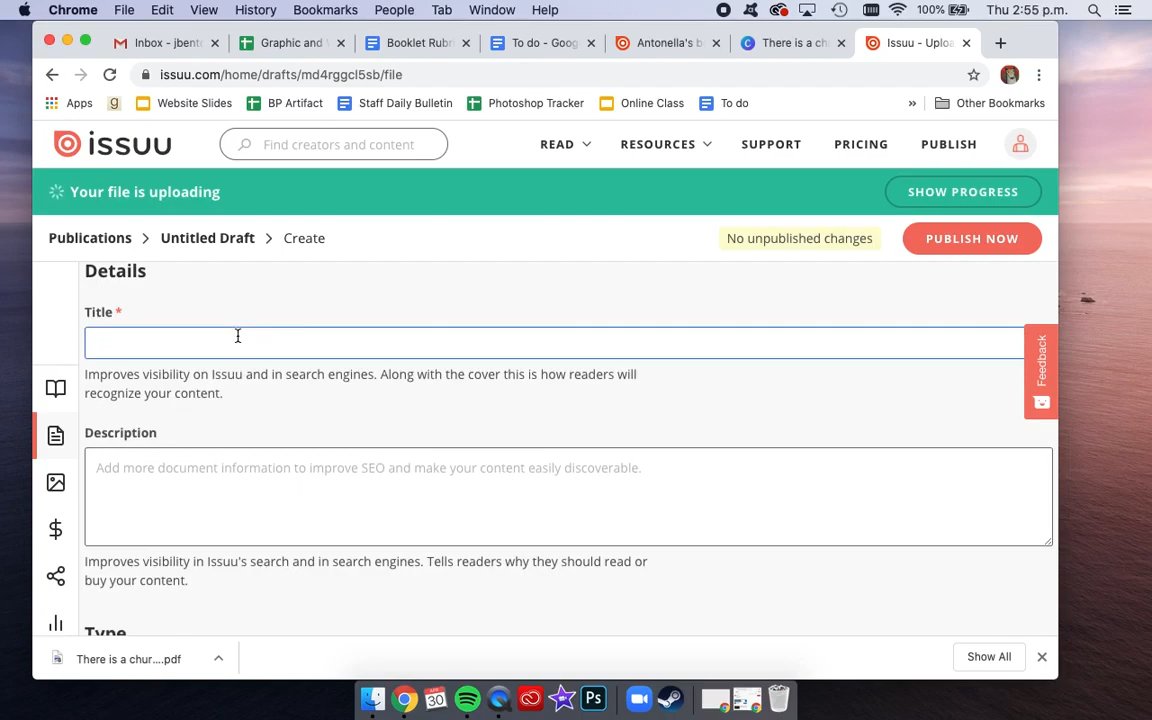 Chrome File Edit View History Bookmarks People Tab Window Help 100% Thu 2:55 p.m.
Inbox - jbent Graphic and V Booklet Rubri To do - Goog Antonella's b There is a ch Issuu - Uploa
issuu.com/home/drafts/md4rggcl5sb/file
Apps Website Slides BP Artifact Staff Daily Bulletin Photoshop Tracker Online Class To do » Other Bookmarks
issuu Find creators and content READ RESOURCES SUPPORT PRICING PUBLISH
Your file is uploading SHOW PROGRESS
Publications > Untitled Draft > Create No unpublished changes PUBLISH NOW
Details
Title *
Feedback
Improves visibility on Issuu and in search engines. Along with the cover this is how readers will
recognize your content.
Description
Add more document information to improve SEO and make your content easily discoverable.
Improves visibility in Issuu's search and in search engines. Tells readers why they should read or
buy your content.
Type
There is a chur....pdf Show All
30 Ps